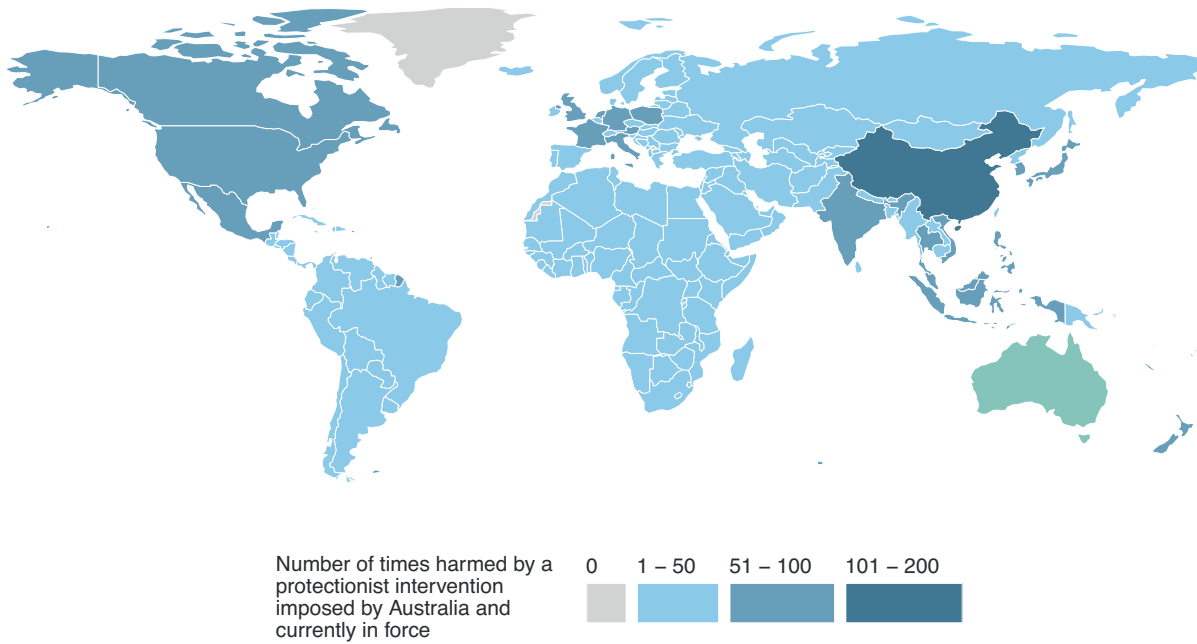 Number of times harmed by a
protectionist intervention
imposed by Australia and
currently in force
0 1 – 50 51 – 100 101 – 200